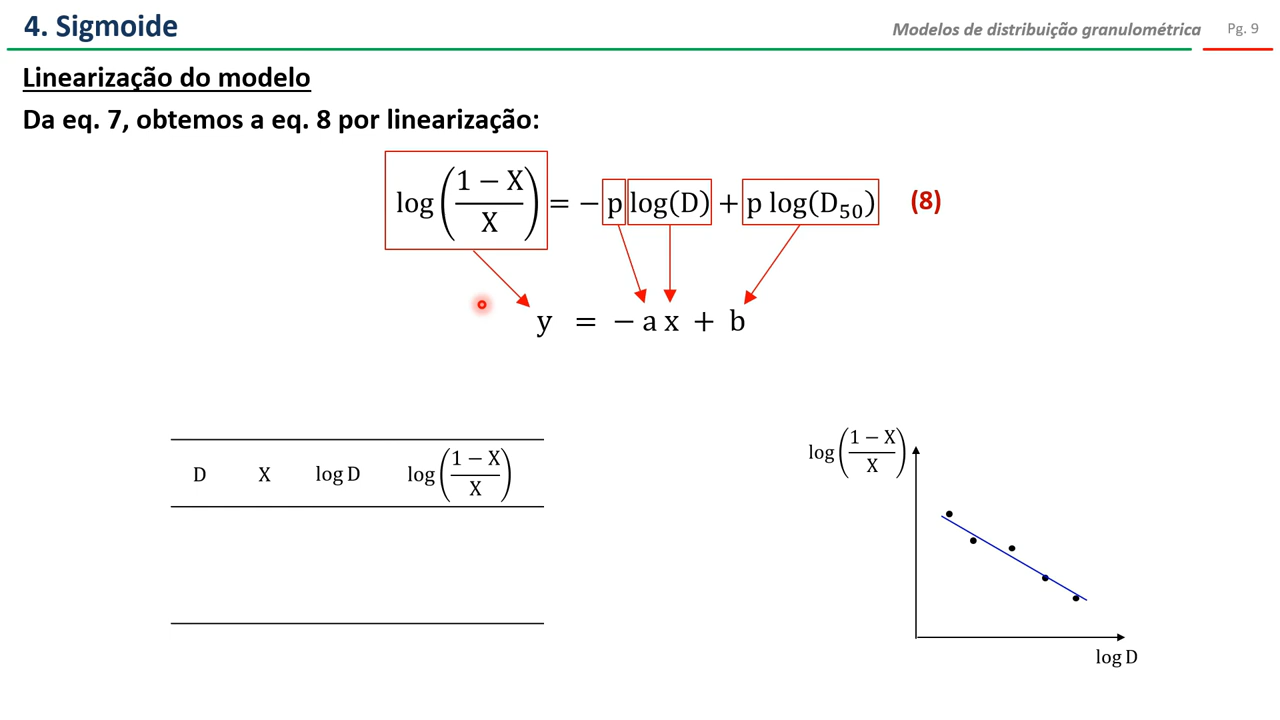 4. Sigmoide
Modelos de distribuição granulométrica
Pg. 9
Linearização do modelo
Da eq. 7, obtemos a eq. 8 por linearização:
log((1 − X)/X) = − p log(D) + p log(D₅₀) (8)
y = − a x + b
D X log D log((1 − X)/X)
log((1 − X)/X)
log D